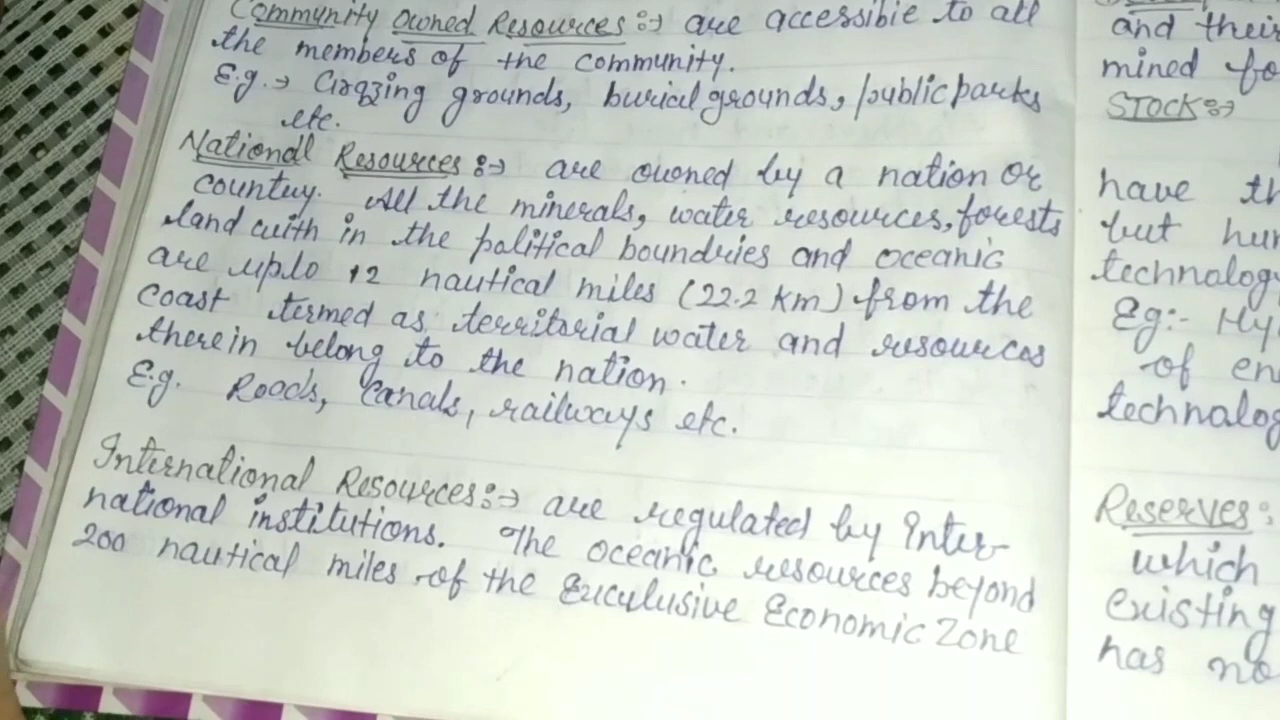 Community Owned Resources :→ are accessible to all
the members of the community.
E.g. → Grazing grounds, burial grounds, public parks
etc.
National Resources :→ are owned by a nation or
country. All the minerals, water resources, forests
land with in the political boundries and oceanic
are upto 12 nautical miles (22.2 km) from the
coast termed as territorial water and resources
therein belong to the nation.
E.g. Roads, Canals, railways etc.
International Resources :→ are regulated by Inter-
national institutions. The oceanic resources beyond
200 nautical miles of the Exculusive Economic Zone
and their
mined fo
STOCK :→
have th
but hum
technology
Eg:- Hy
of en
technolog
Reserves :
which
existing
has no